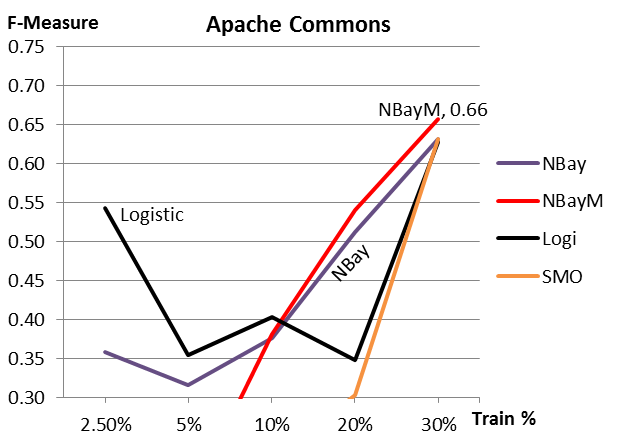 F-Measure
Apache Commons
0.75
0.70
0.65
0.60
0.55
0.50
0.45
0.40
0.35
0.30
NBayM, 0.66
Logistic
NBay
NBay
NBayM
Logi
SMO
2.50% 5% 10% 20% 30% Train %